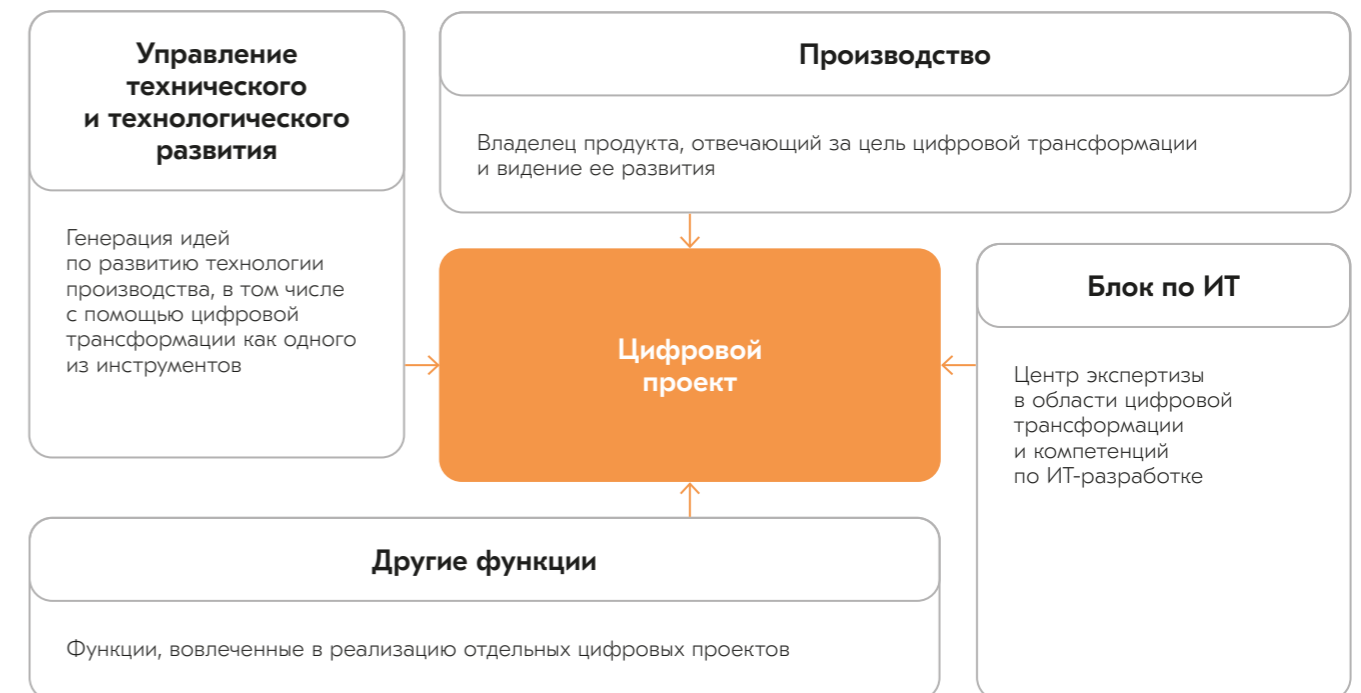 Управление
технического
и технологического
развития
Генерация идей
по развитию технологии
производства, в том числе
с помощью цифровой
трансформации как одного
из инструментов
Производство
Владелец продукта, отвечающий за цель цифровой трансформации
и видение ее развития
Цифровой
проект
Блок по ИТ
Центр экспертизы
в области цифровой
трансформации
и компетенций
по ИТ-разработке
Другие функции
Функции, вовлеченные в реализацию отдельных цифровых проектов